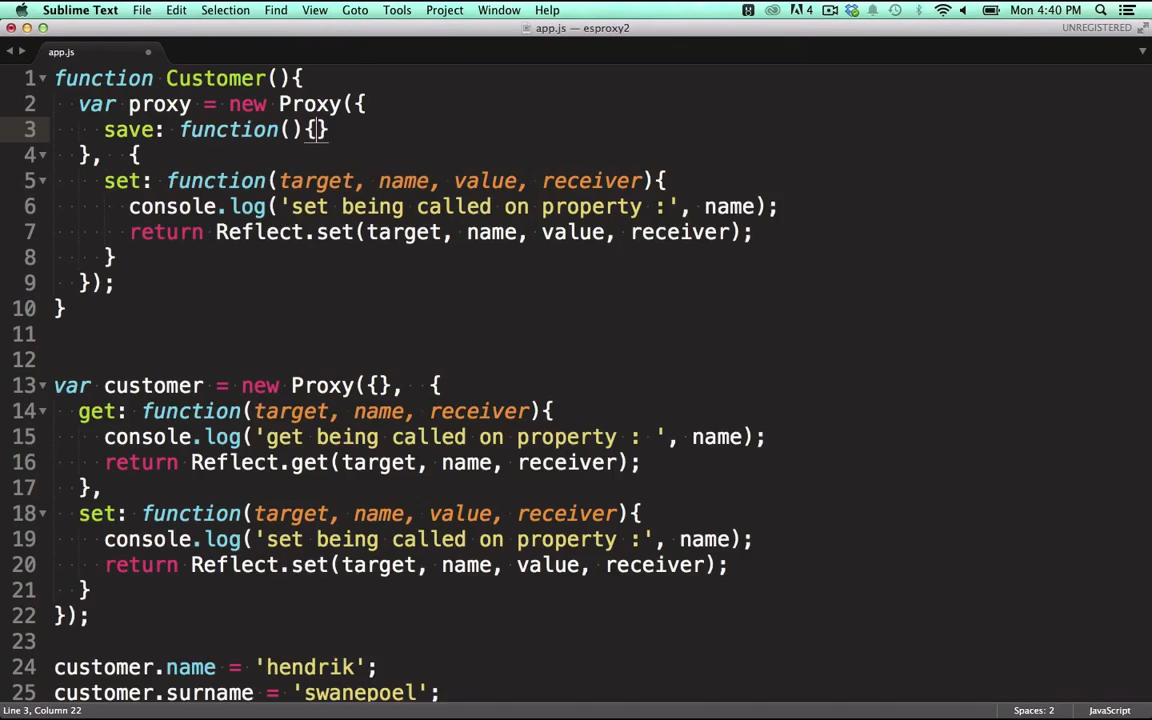 Sublime Text File Edit Selection Find View Goto Tools Project Window Help 4 Mon 4:40 PM
app.js — esproxy2 UNREGISTERED
app.js
1 function Customer(){
2 var proxy = new Proxy({
3 save: function(){}
4 }, {
5 set: function(target, name, value, receiver){
6 console.log('set being called on property :', name);
7 return Reflect.set(target, name, value, receiver);
8 }
9 });
10 }
11
12
13 var customer = new Proxy({}, {
14 get: function(target, name, receiver){
15 console.log('get being called on property : ', name);
16 return Reflect.get(target, name, receiver);
17 },
18 set: function(target, name, value, receiver){
19 console.log('set being called on property :', name);
20 return Reflect.set(target, name, value, receiver);
21 }
22 });
23
24 customer.name = 'hendrik';
25 customer.surname = 'swanepoel';
Line 3, Column 22 Spaces: 2 JavaScript